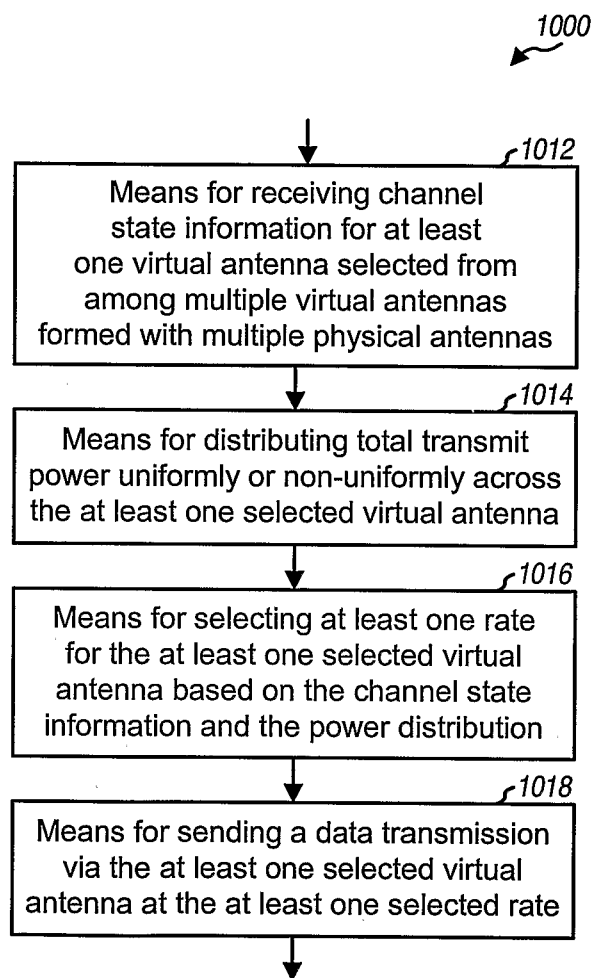 1000
1012
Means for receiving channel
state information for at least
one virtual antenna selected from
among multiple virtual antennas
formed with multiple physical antennas
1014
Means for distributing total transmit
power uniformly or non-uniformly across
the at least one selected virtual antenna
1016
Means for selecting at least one rate
for the at least one selected virtual
antenna based on the channel state
information and the power distribution
1018
Means for sending a data transmission
via the at least one selected virtual
antenna at the at least one selected rate